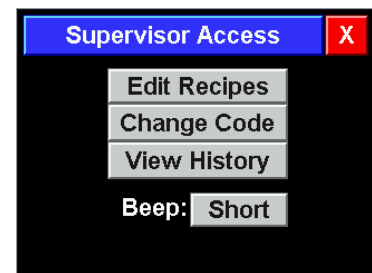 Supervisor Access X
Edit Recipes
Change Code
View History
Beep: Short